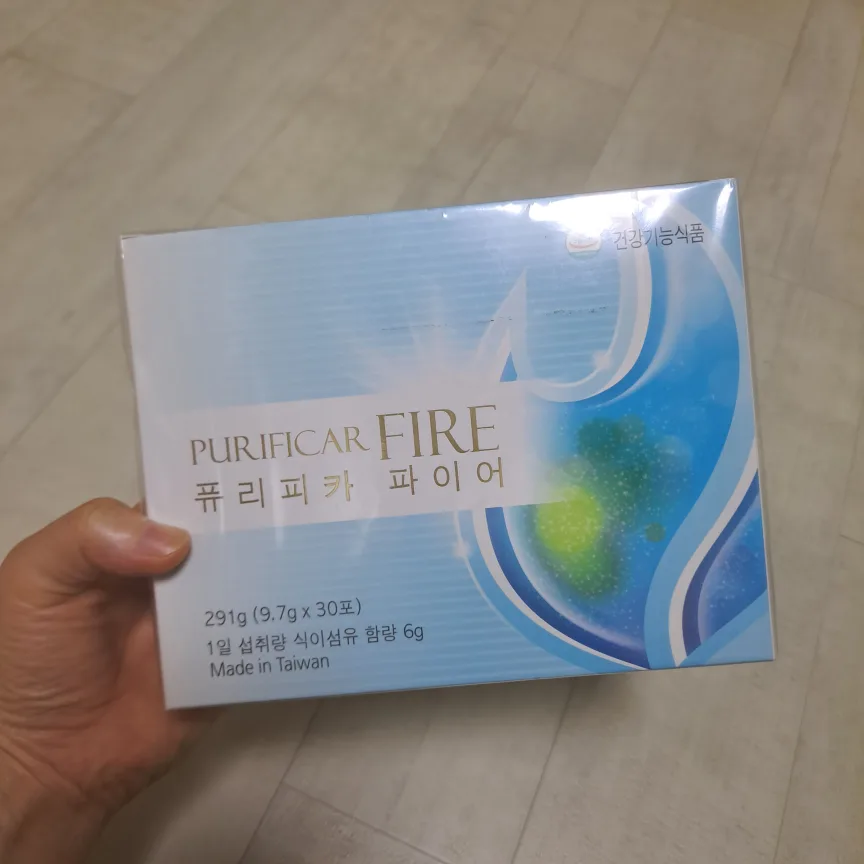 건강기능식품
PURIFICAR FIRE
퓨리피카 파이어
291g (9.7g x 30포)
1일 섭취량 식이섬유 함량 6g
Made in Taiwan